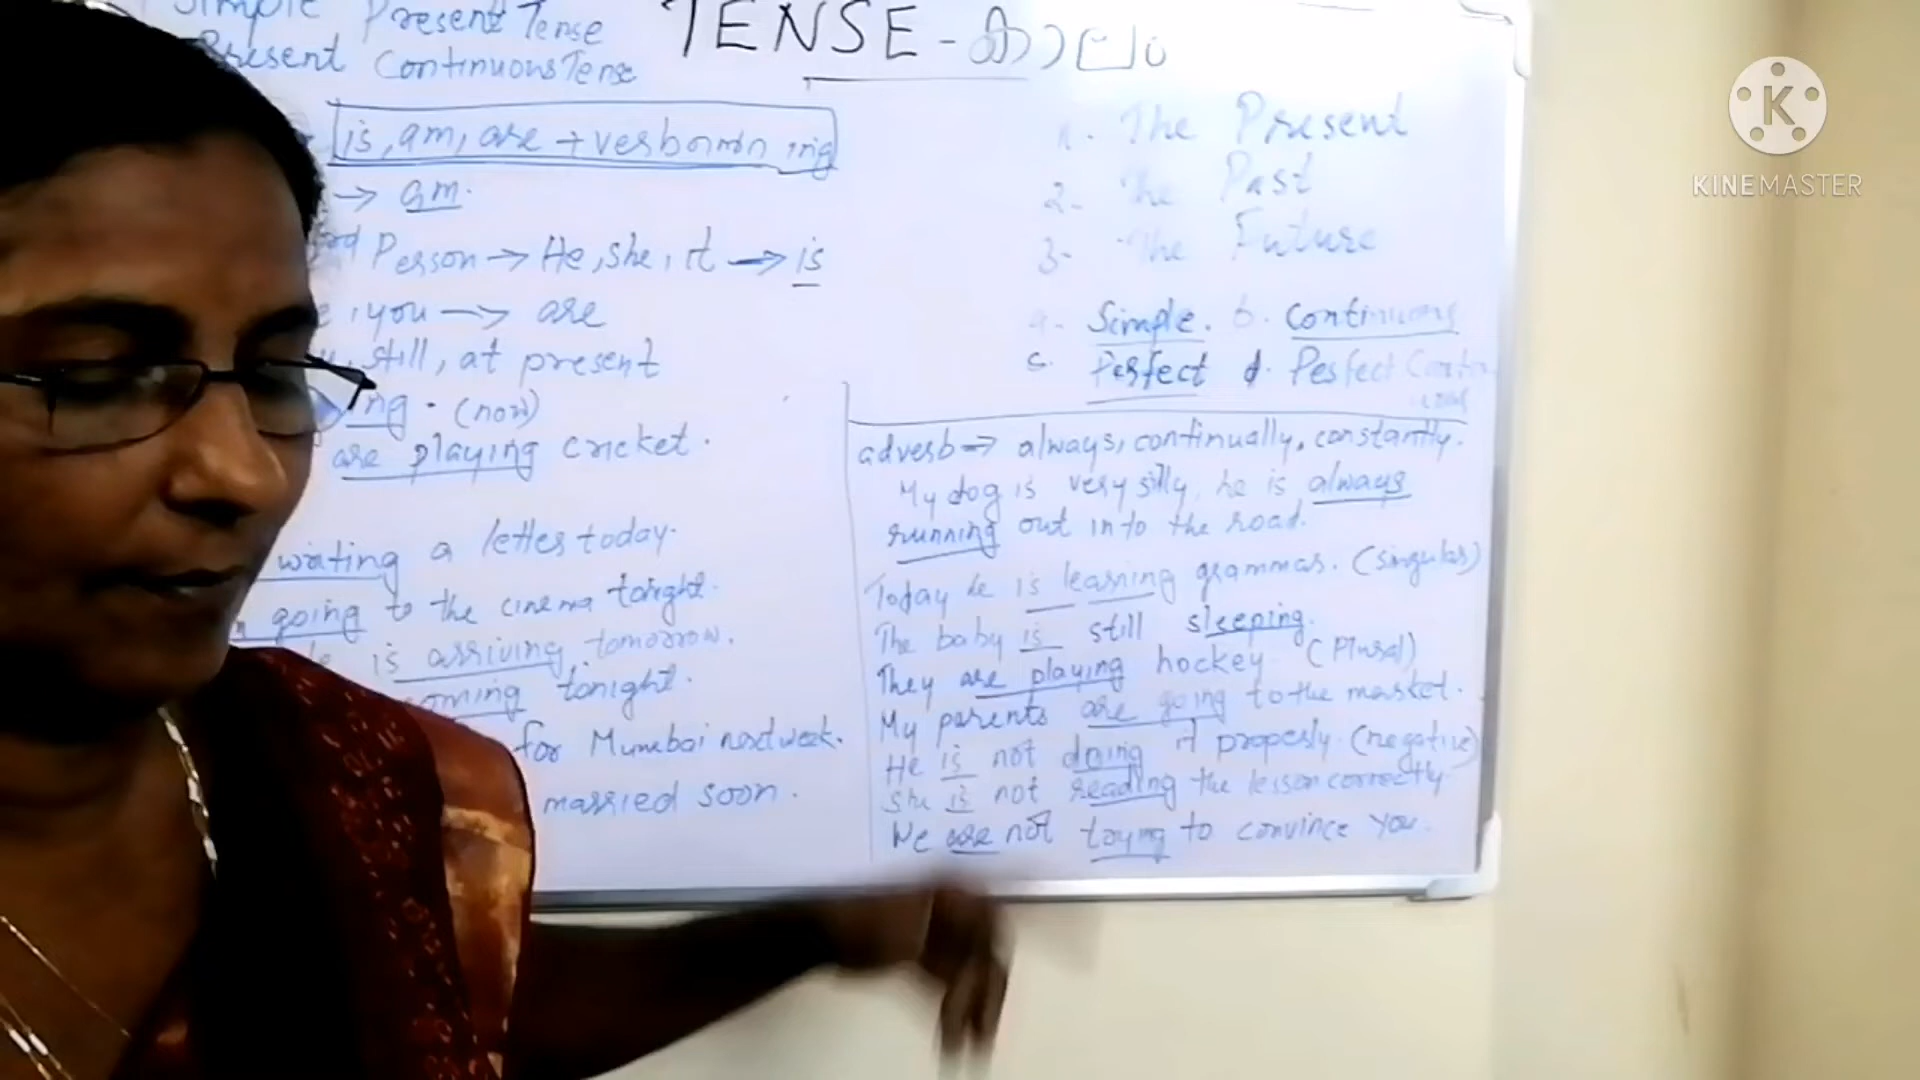 Simple Present Tense
Present Continuous Tense
TENSE - കാലം
is, am, are + verbനൊപ്പം ing
→ am.
Person → He, she, it → is
, you → are
still, at present
ing. (now)
are playing cricket.
writing a letter today.
going to the cinema tonight.
is arriving tomorrow.
coming tonight.
for Mumbai next week.
married soon.
1. The Present
2. The Past
3. The Future
a. Simple. b. Continuous
c. Perfect d. Perfect Contin
uous
adverb → always, continually, constantly.
My dog is very silly, he is always
running out into the road.
Today he is learning grammar. (singular)
The baby is still sleeping.
They are playing hockey (Plural)
My parents are going to the market.
He is not doing it properly. (negative)
She is not reading the lesson correctly
We are not trying to convince you.
KINEMASTER